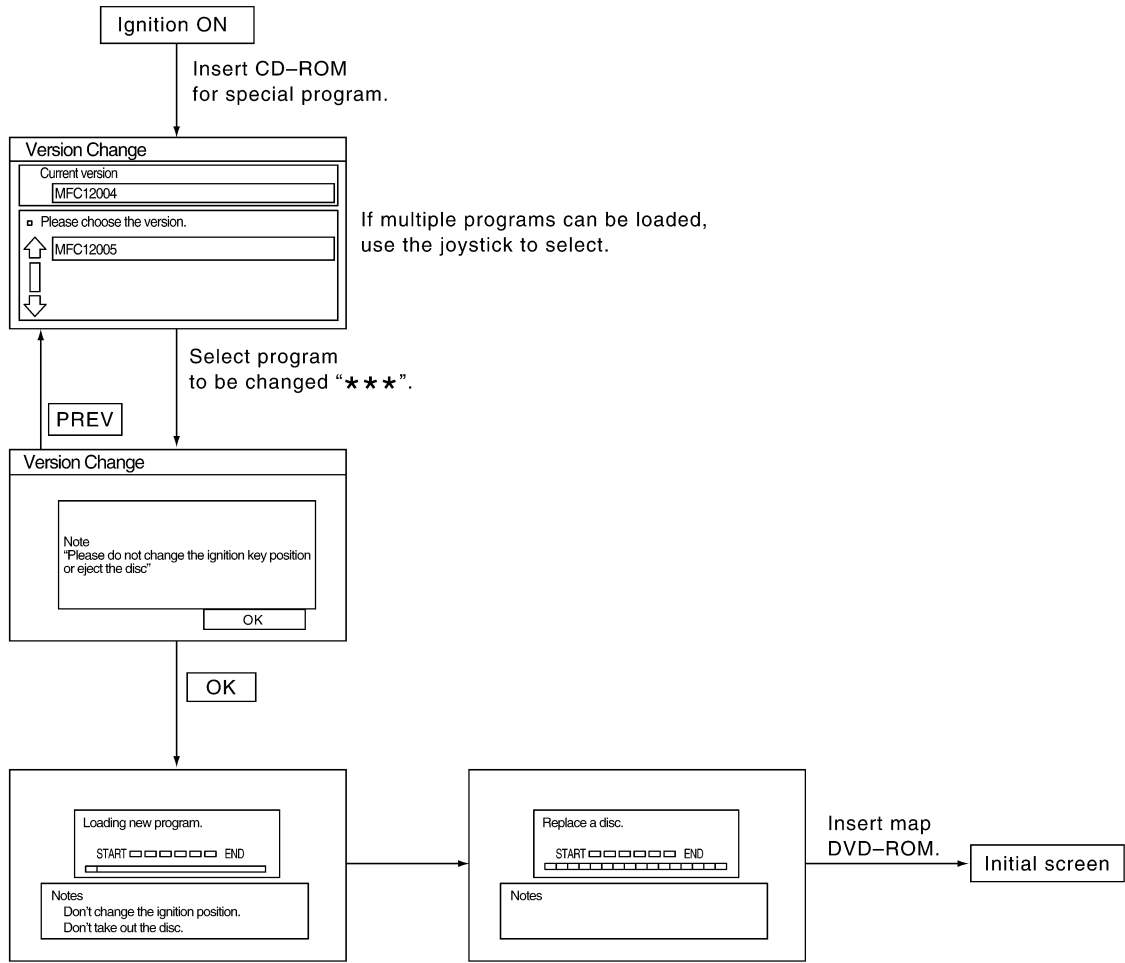 Ignition ON
Insert CD–ROM
for special program.
Version Change
Current version
MFC12004
Please choose the version.
MFC12005
If multiple programs can be loaded,
use the joystick to select.
Select program
to be changed “★★★”.
PREV
Version Change
Note
“Please do not change the ignition key position
or eject the disc”
OK
OK
Loading new program.
START END
Notes
Don’t change the ignition position.
Don’t take out the disc.
Replace a disc.
START END
Notes
Insert map
DVD–ROM.
Initial screen